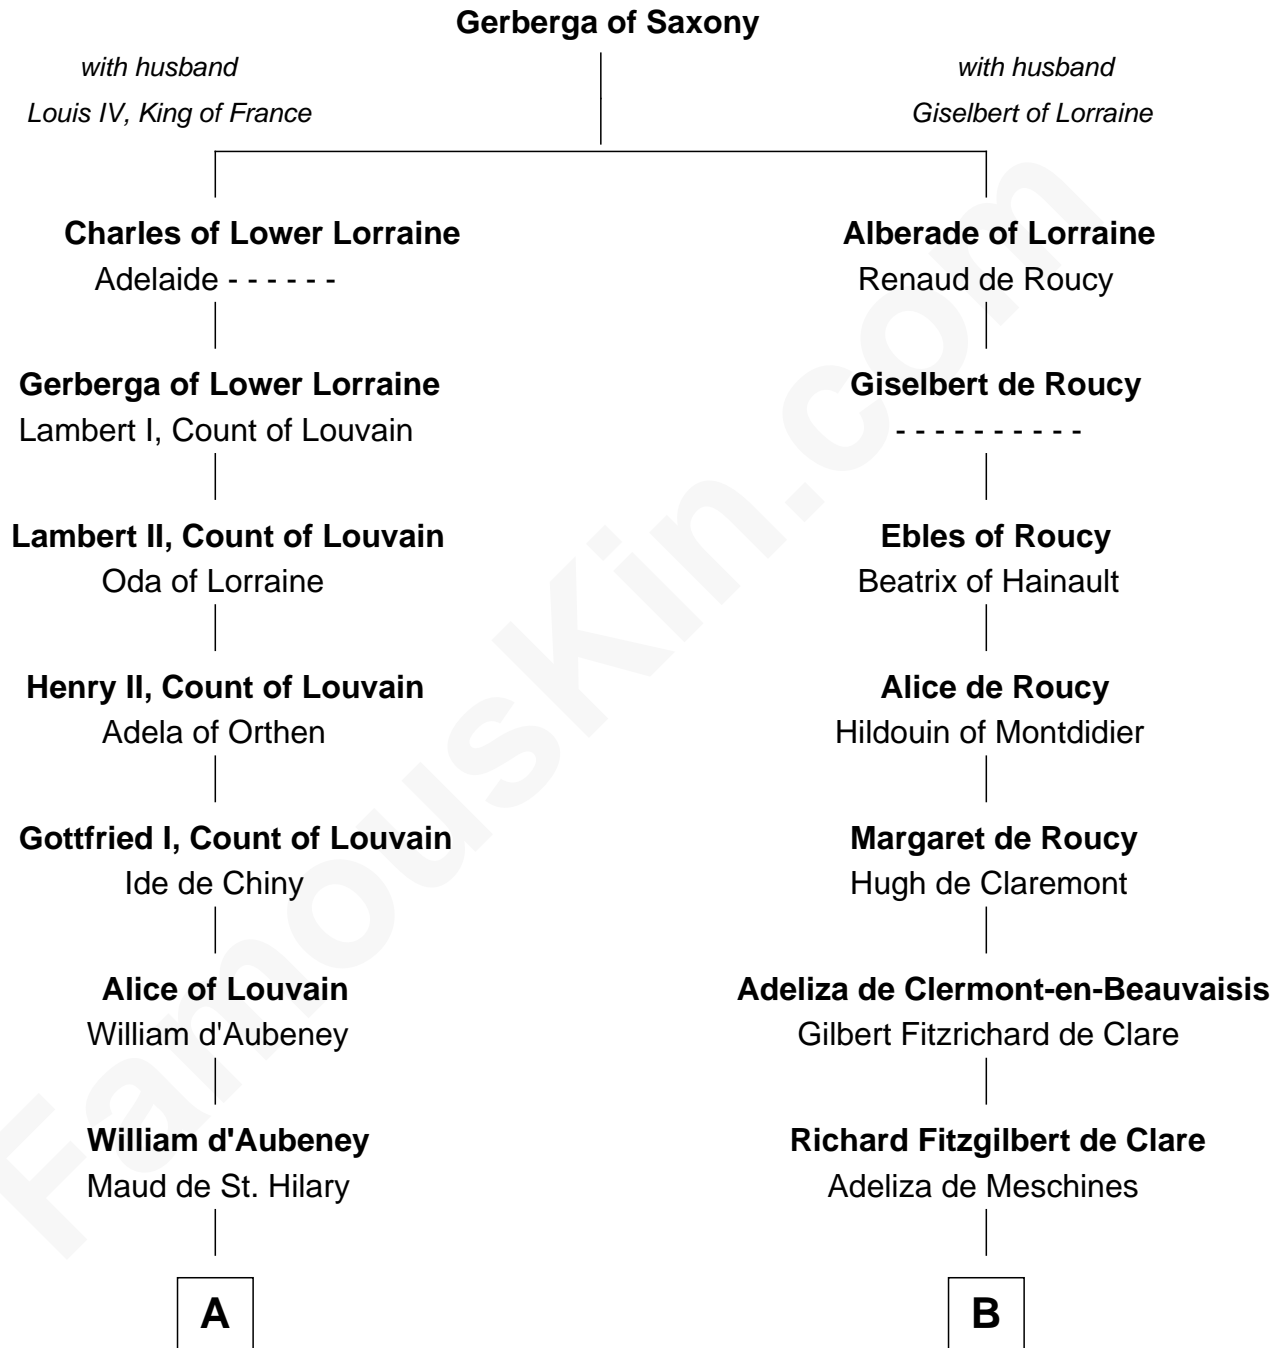 Gerberga of Saxony
with husband
Louis IV, King of France
with husband
Giselbert of Lorraine
Charles of Lower Lorraine
Adelaide - - - - - -
Gerberga of Lower Lorraine
Lambert I, Count of Louvain
Lambert II, Count of Louvain
Oda of Lorraine
Henry II, Count of Louvain
Adela of Orthen
Gottfried I, Count of Louvain
Ide de Chiny
Alice of Louvain
William d'Aubeney
William d'Aubeney
Maud de St. Hilary
A
Alberade of Lorraine
Renaud de Roucy
Giselbert de Roucy
- - - - - - - - - -
Ebles of Roucy
Beatrix of Hainault
Alice de Roucy
Hildouin of Montdidier
Margaret de Roucy
Hugh de Claremont
Adeliza de Clermont-en-Beauvaisis
Gilbert Fitzrichard de Clare
Richard Fitzgilbert de Clare
Adeliza de Meschines
B
FamousKin.com